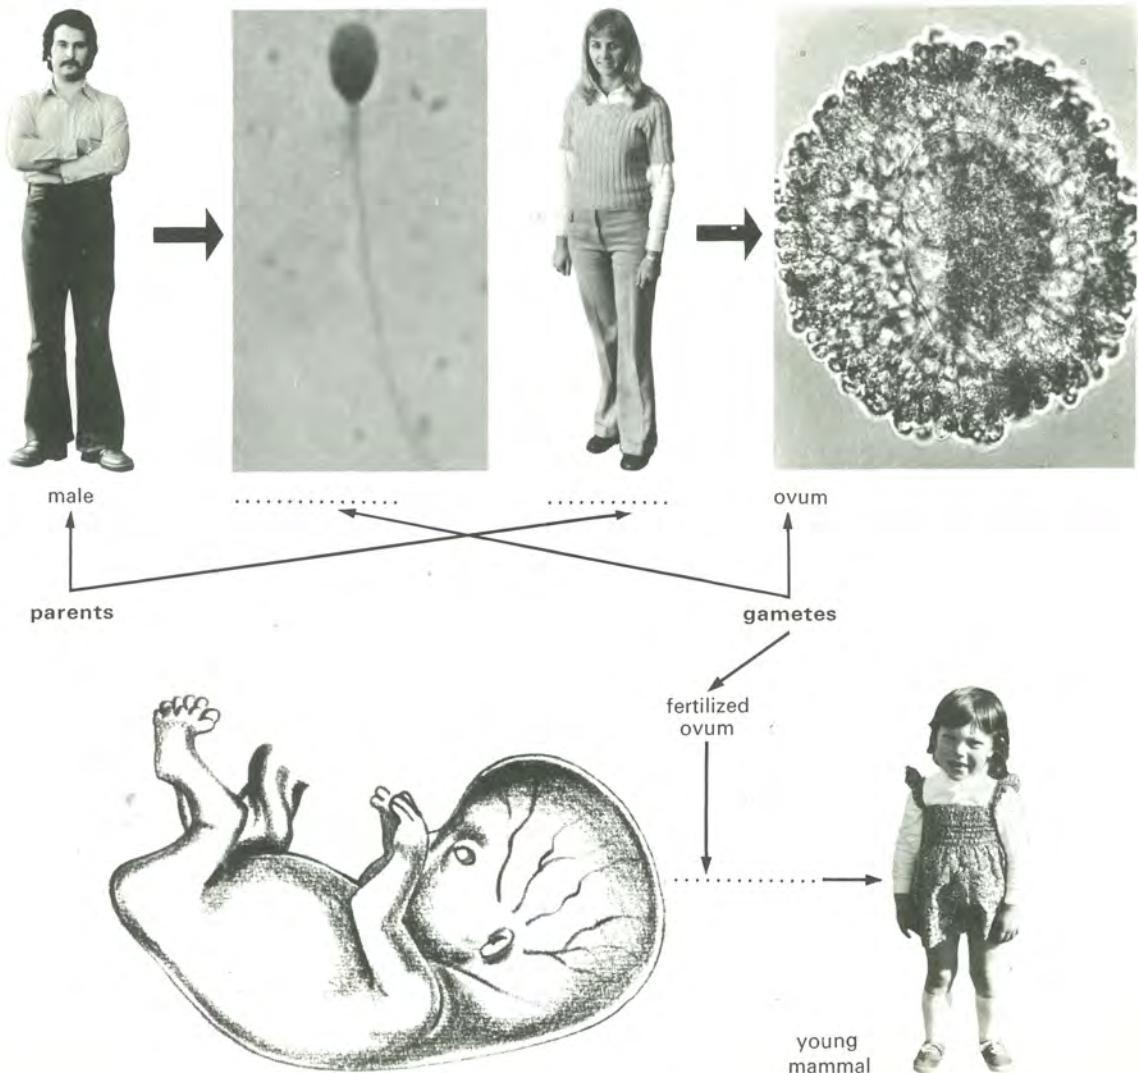 male
....................
...............
ovum
parents
gametes
fertilized
ovum
..................
young
mammal